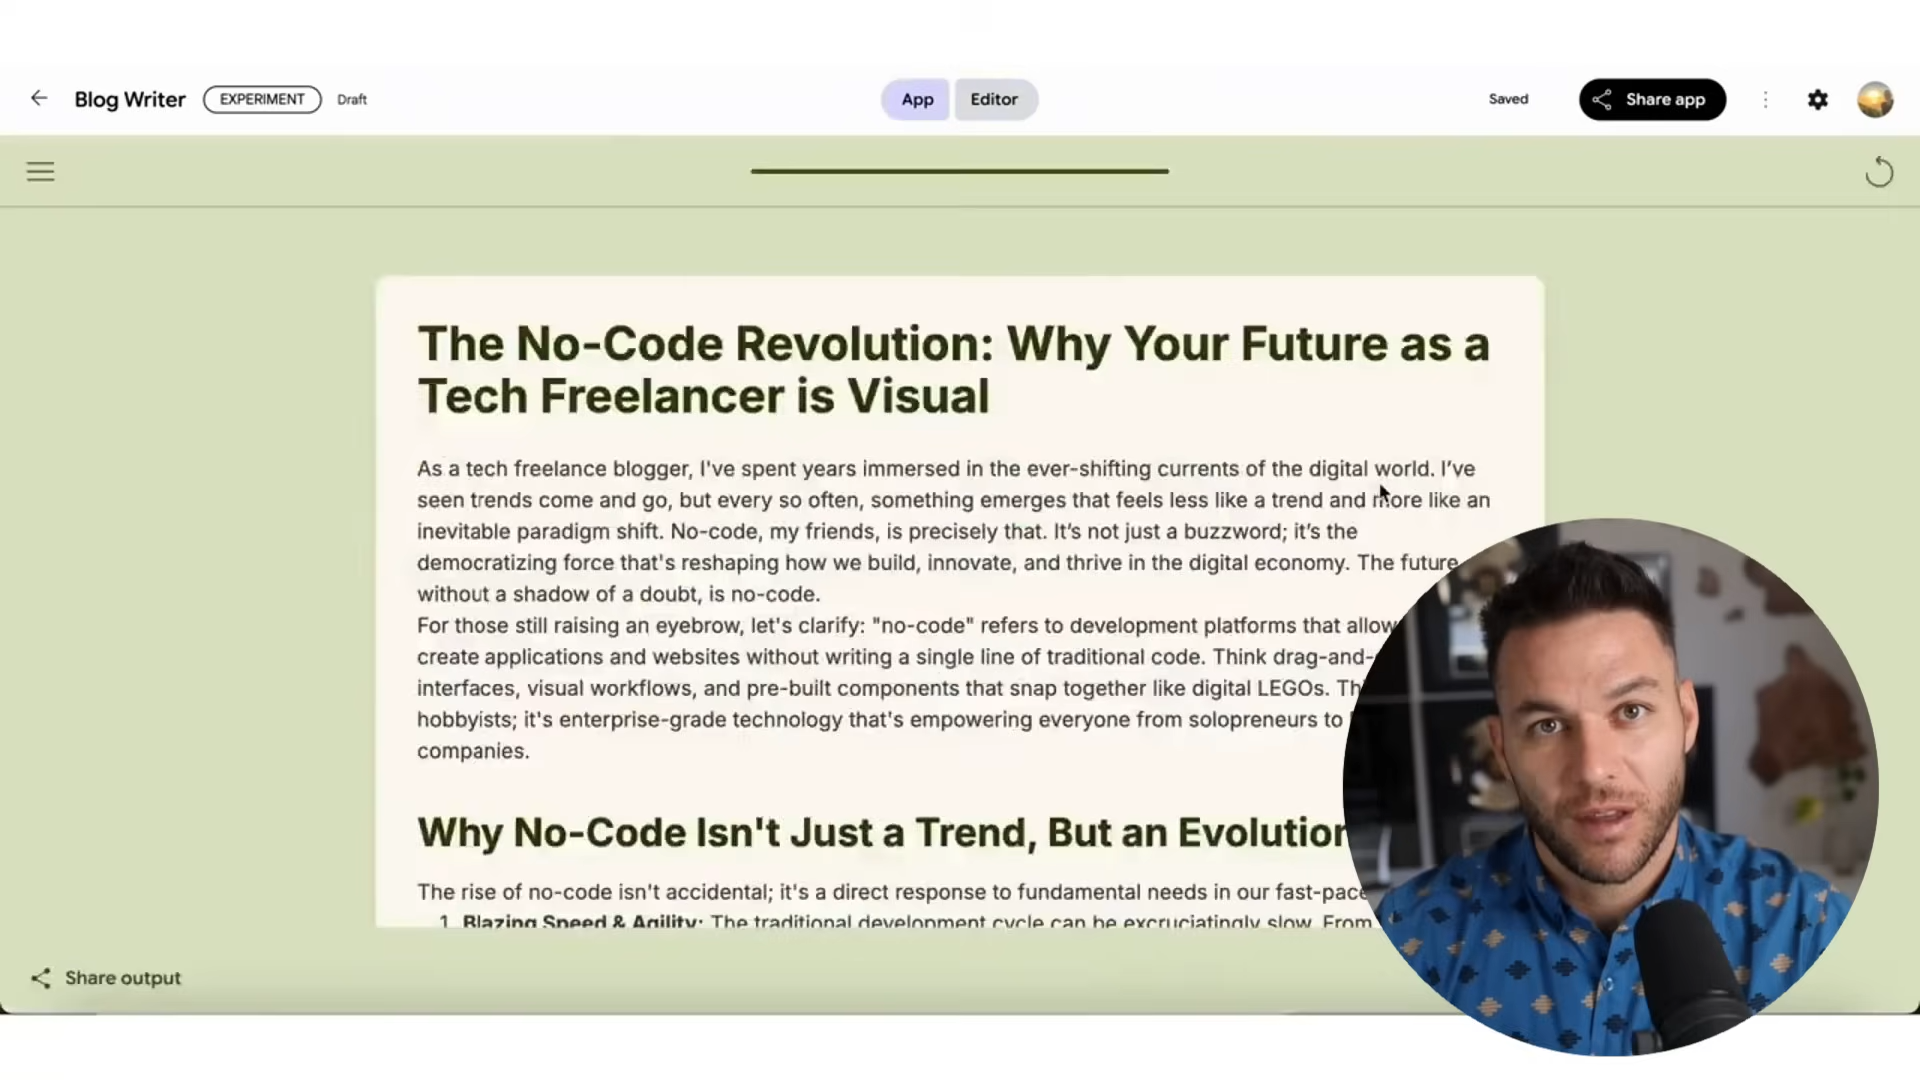 Blog Writer EXPERIMENT Draft App Editor Saved Share app
The No-Code Revolution: Why Your Future as a
Tech Freelancer is Visual
As a tech freelance blogger, I've spent years immersed in the ever-shifting currents of the digital world. I've
seen trends come and go, but every so often, something emerges that feels less like a trend and more like an
inevitable paradigm shift. No-code, my friends, is precisely that. It's not just a buzzword; it's the
democratizing force that's reshaping how we build, innovate, and thrive in the digital economy. The future
without a shadow of a doubt, is no-code.
For those still raising an eyebrow, let's clarify: "no-code" refers to development platforms that allow
create applications and websites without writing a single line of traditional code. Think drag-and-
interfaces, visual workflows, and pre-built components that snap together like digital LEGOs.
hobbyists; it's enterprise-grade technology that's empowering everyone from solopreneurs to
companies.
Why No-Code Isn't Just a Trend, But an Evolution
The rise of no-code isn't accidental; it's a direct response to fundamental needs in our
1. Blazing Speed & Agility: The traditional development cycle can be excruciatingly slow. From
Share output